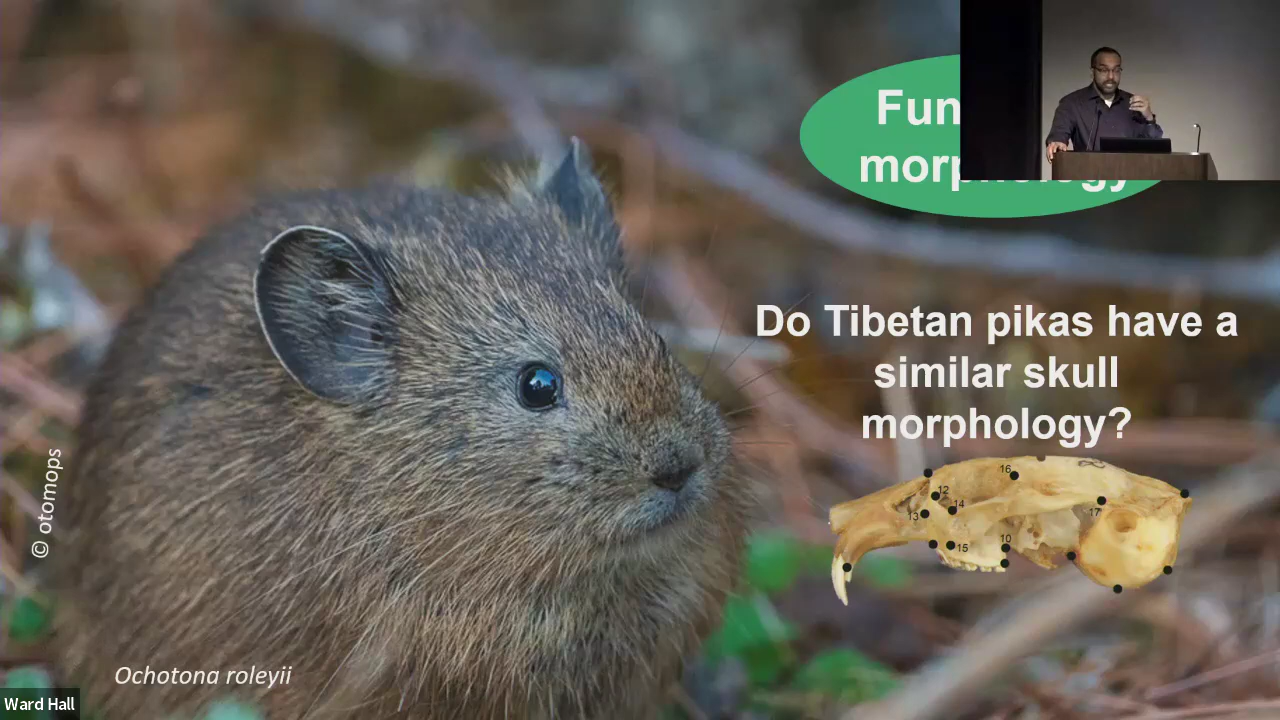 Fun
morphology
Do Tibetan pikas have a
similar skull
morphology?
16
12
14
13
17
15
10
© otomops
Ochotona roleyii
Ward Hall